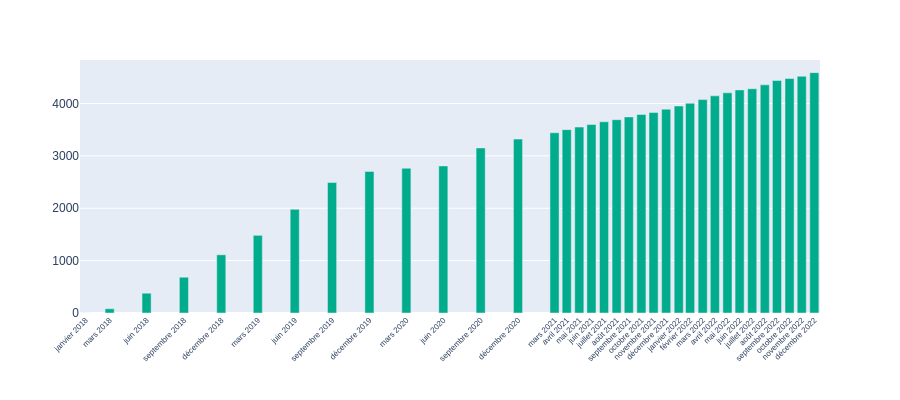 4000
3000
2000
1000
0
janvier 2018
mars 2018
juin 2018
septembre 2018
décembre 2018
mars 2019
juin 2019
septembre 2019
décembre 2019
mars 2020
juin 2020
septembre 2020
décembre 2020
mars 2021
avril 2021
mai 2021
juin 2021
juillet 2021
août 2021
septembre 2021
octobre 2021
novembre 2021
décembre 2021
janvier 2022
février 2022
mars 2022
avril 2022
mai 2022
juin 2022
juillet 2022
août 2022
septembre 2022
octobre 2022
novembre 2022
décembre 2022